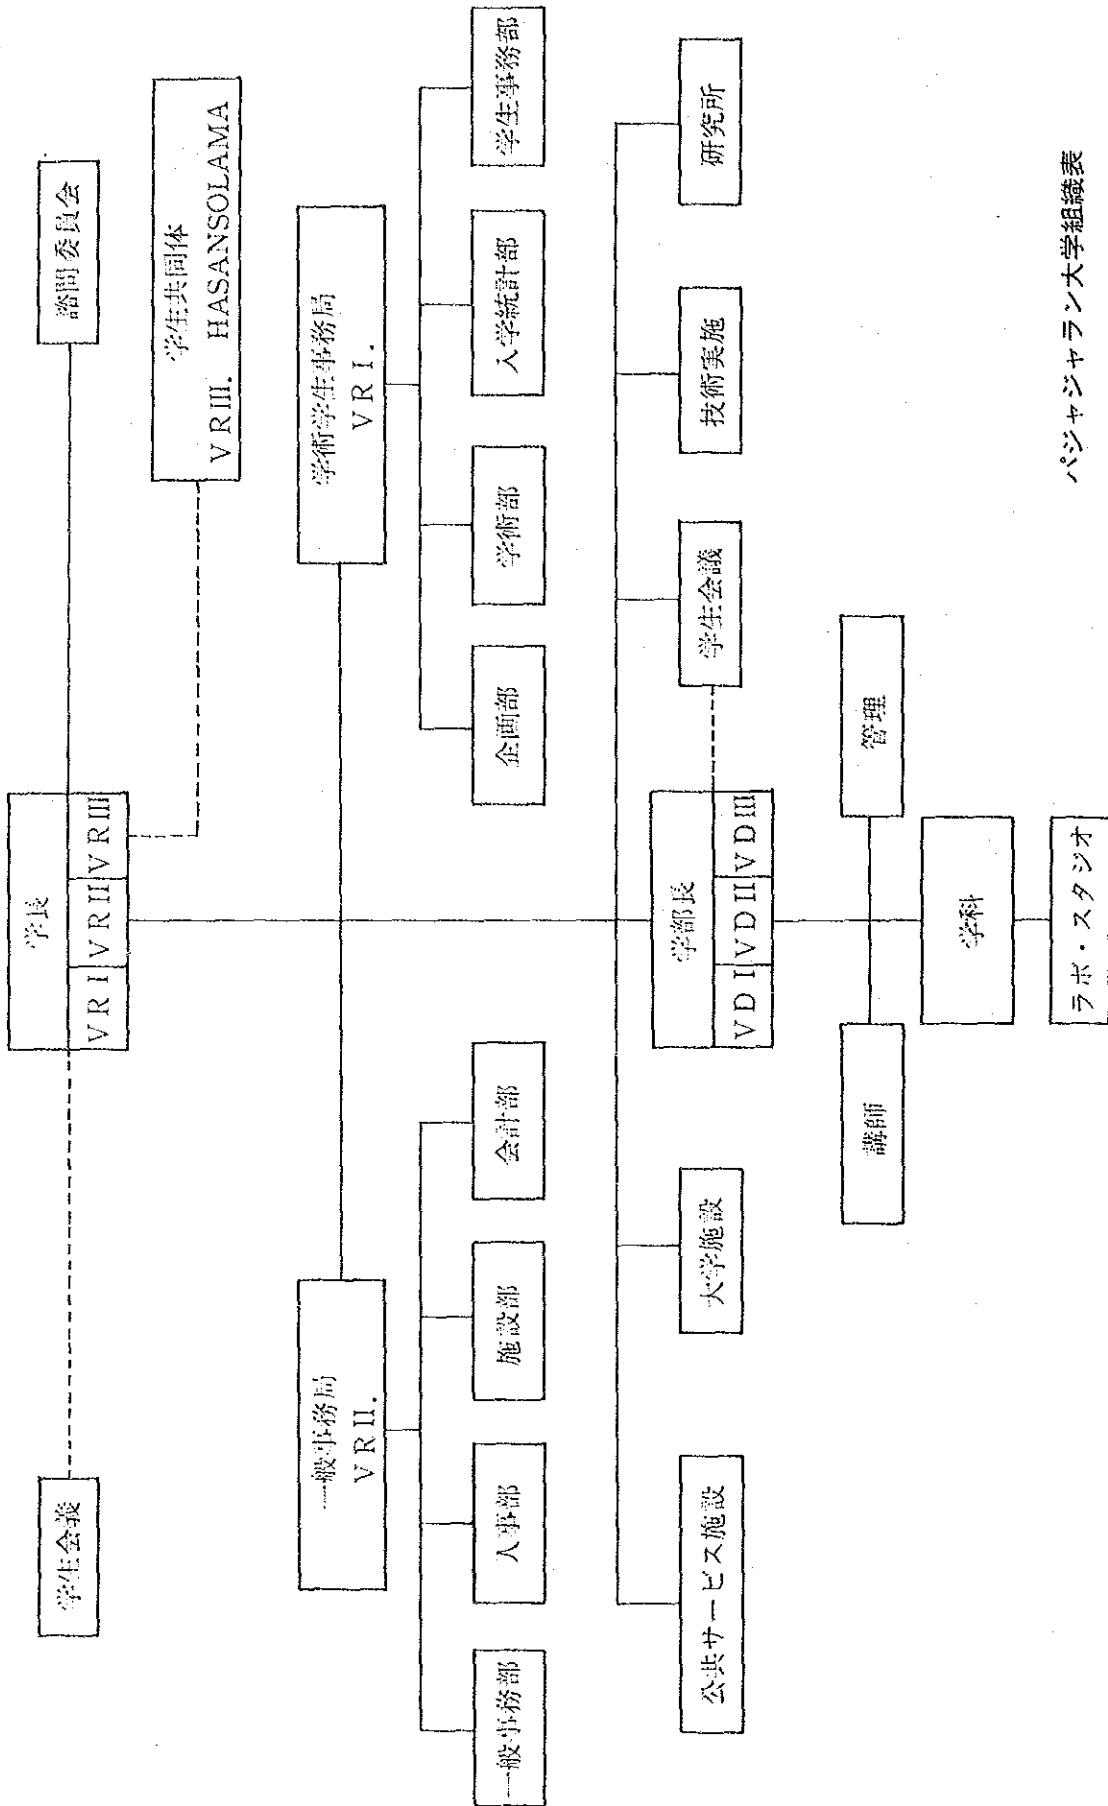 学長
VRI VRII VRIII
学生会義
諮問委員会
学生共同体
VRIII. HASANSOLAMA
一般事務局
VRII.
学術学生事務局
VRI.
一般事務部
人事部
施設部
会計部
企画部
学術部
入学統計部
学生事務部
公共サービス施設
大学施設
学部長
VDI VDII VDIII
学生会議
技術実施
研究所
講師
管理
学科
ラボ・スタジオ
パジャジャラン大学組織表